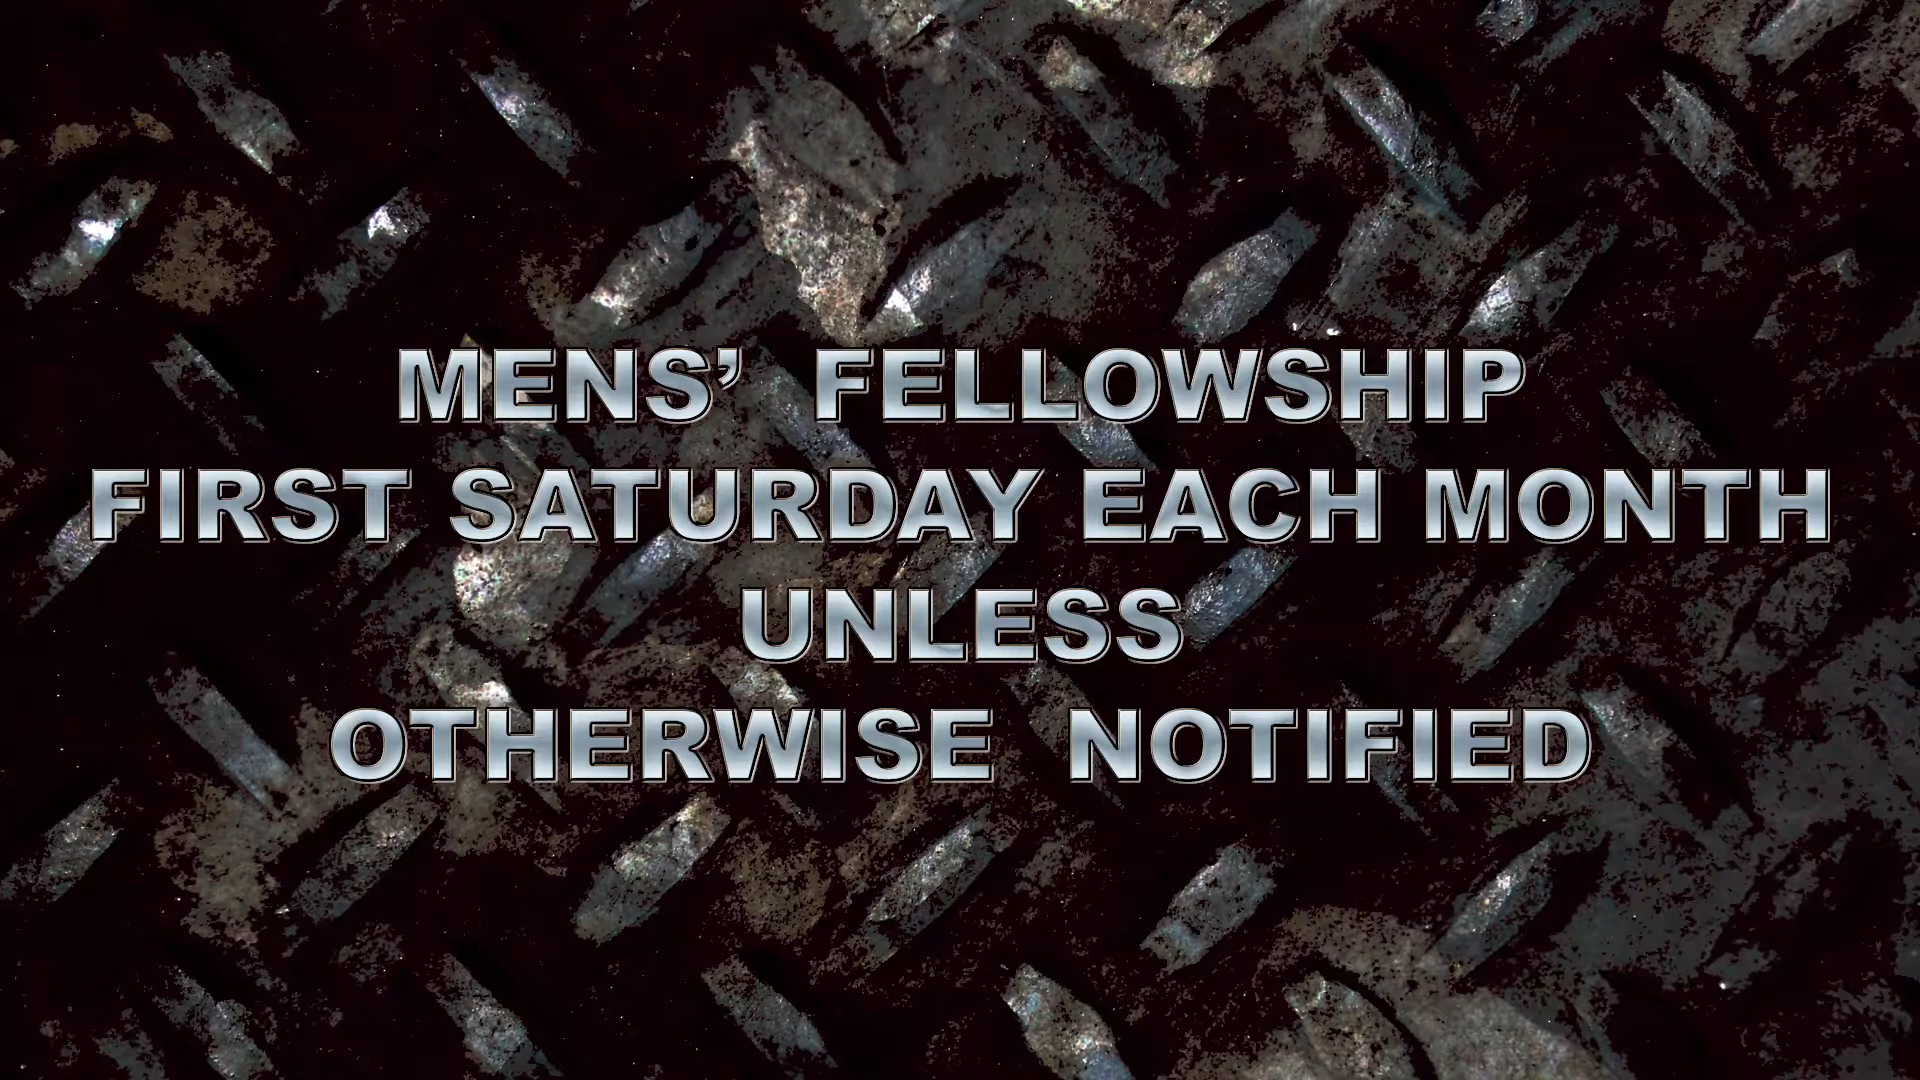 MENS’ FELLOWSHIP
FIRST SATURDAY EACH MONTH
UNLESS
OTHERWISE NOTIFIED